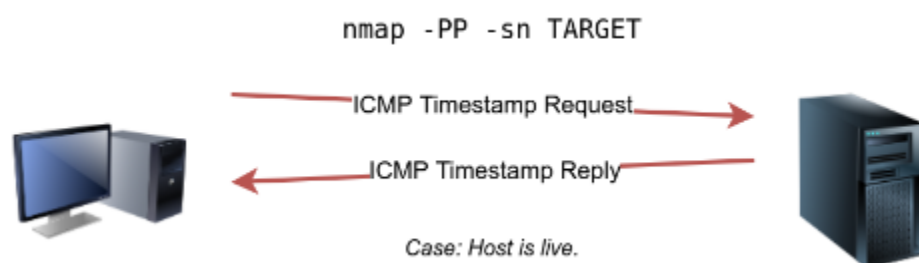 nmap -PP -sn TARGET
ICMP Timestamp Request
ICMP Timestamp Reply
Case: Host is live.